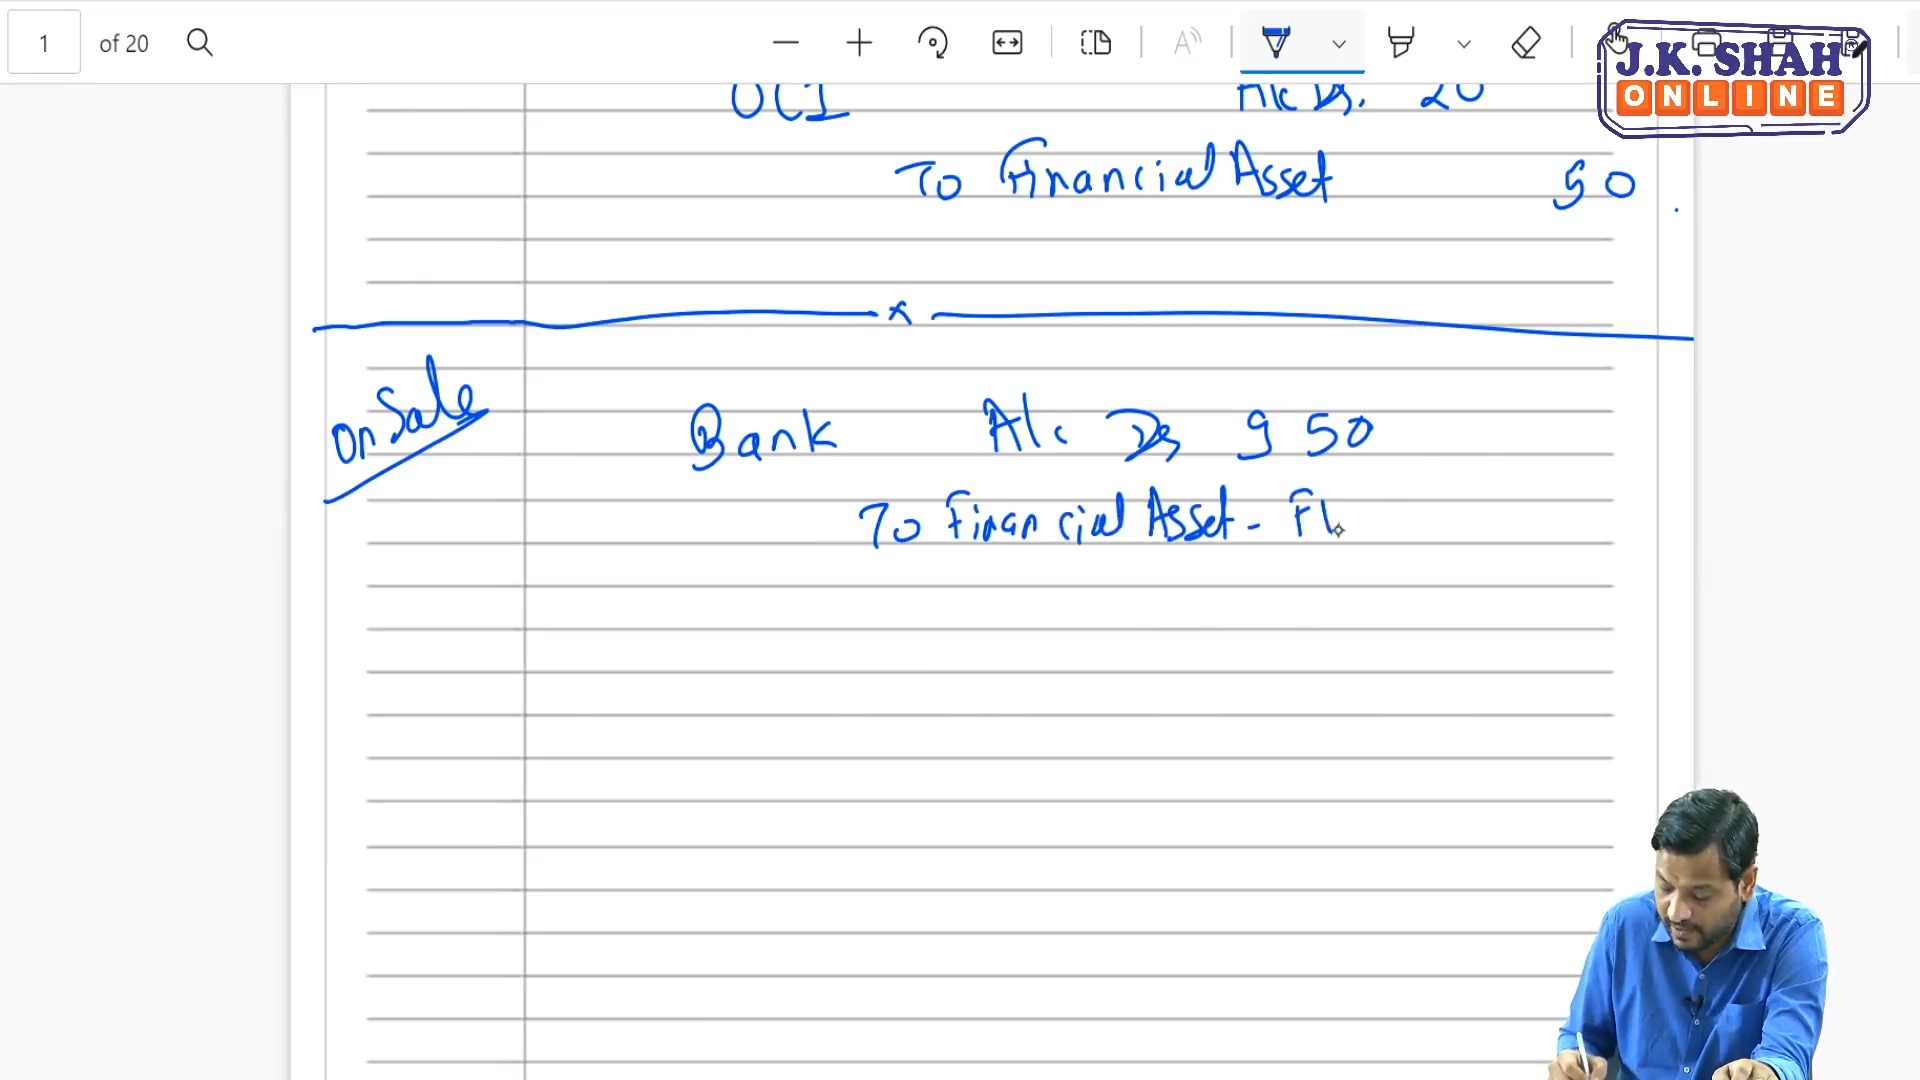 1 of 20
J.K. SHAH
ONLINE
OCI A/c Dr. 20
To Financial Asset 50
x
On Sale
Bank A/c Dr 950
To Financial Asset - FV